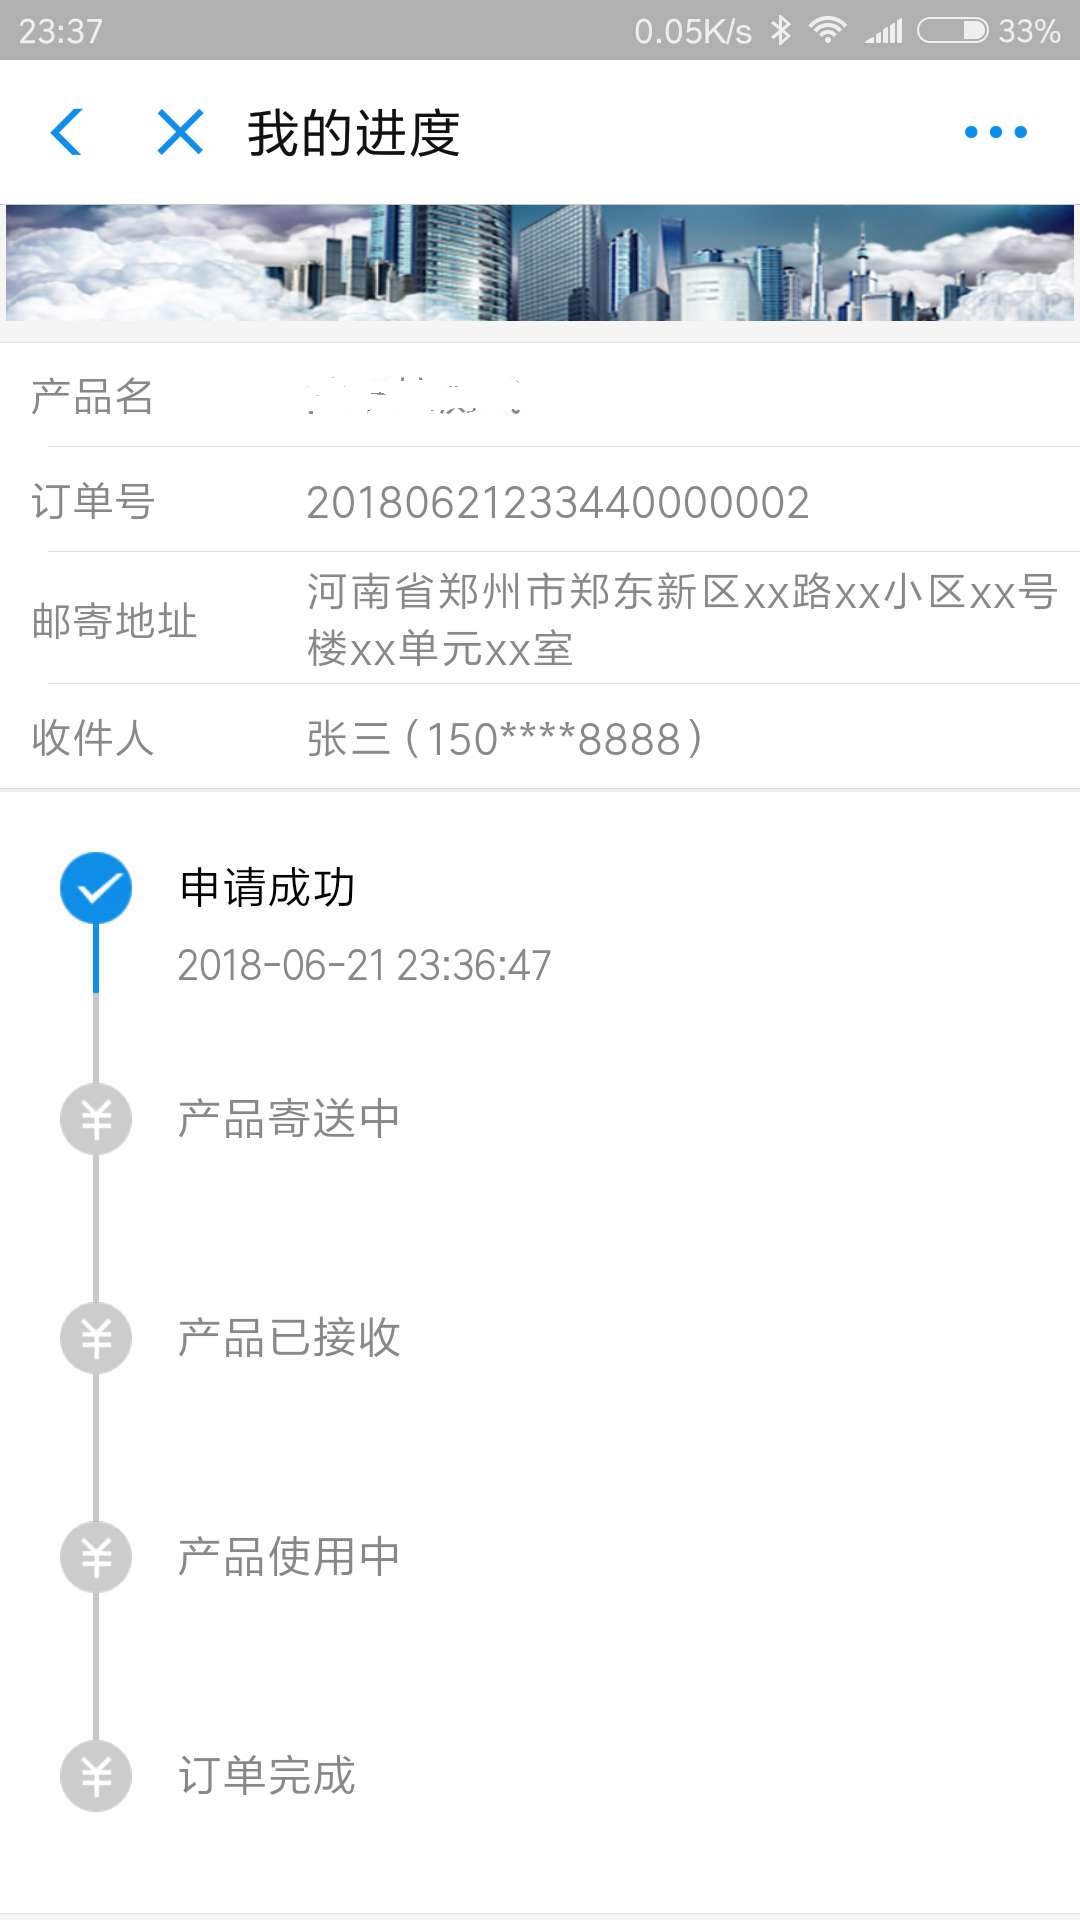 23:37
0.05K/s
33%
我的进度
产品名
订单号
20180621233440000002
邮寄地址
河南省郑州市郑东新区xx路xx小区xx号
楼xx单元xx室
收件人
张三（150****8888）
申请成功
2018-06-21 23:36:47
¥
产品寄送中
¥
产品已接收
¥
产品使用中
¥
订单完成